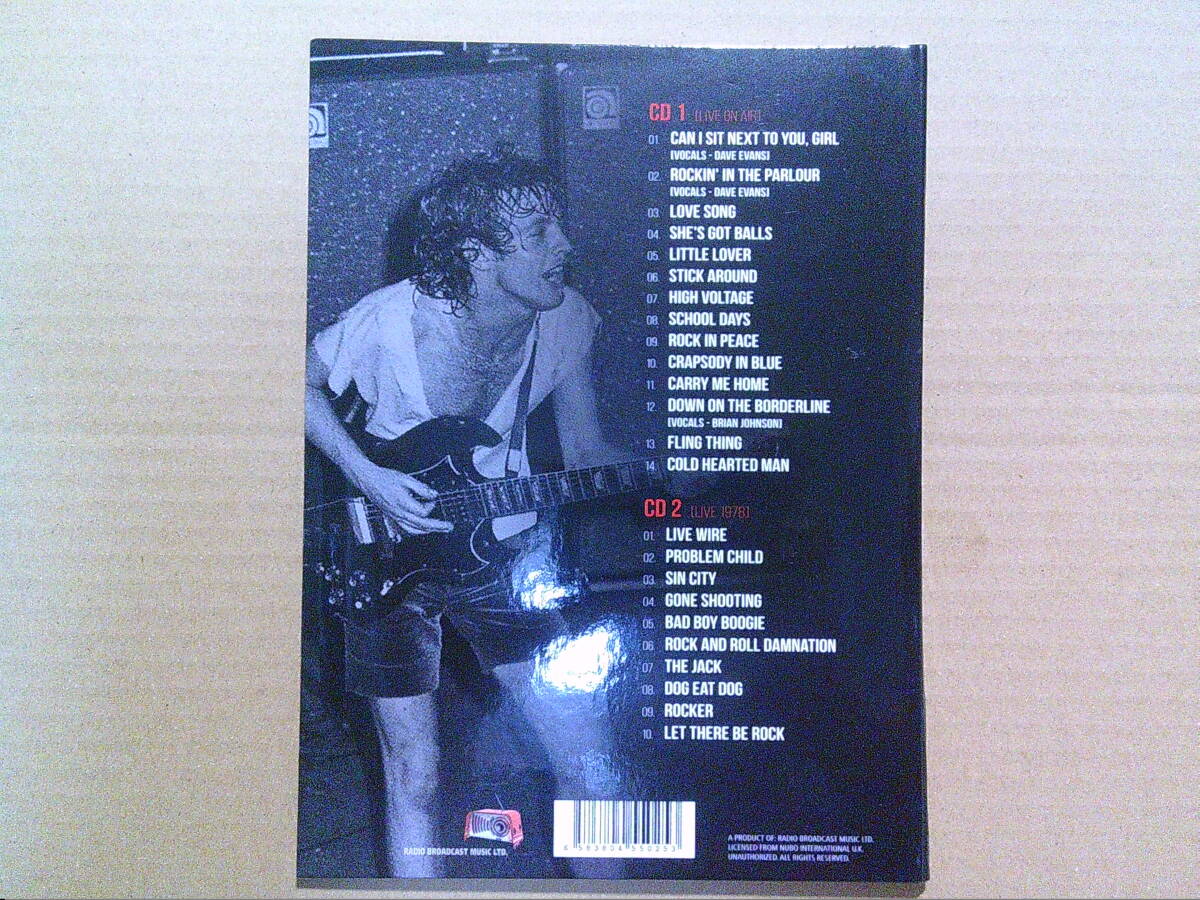 CD 1 [LIVE ON AIR]
01. CAN I SIT NEXT TO YOU, GIRL
[VOCALS - DAVE EVANS]
02. ROCKIN' IN THE PARLOUR
[VOCALS - DAVE EVANS]
03. LOVE SONG
04. SHE'S GOT BALLS
05. LITTLE LOVER
06. STICK AROUND
07. HIGH VOLTAGE
08. SCHOOL DAYS
09. ROCK IN PEACE
10. CRAPSODY IN BLUE
11. CARRY ME HOME
12. DOWN ON THE BORDERLINE
[VOCALS - BRIAN JOHNSON]
13. FLING THING
14. COLD HEARTED MAN
CD 2 [LIVE 1978]
01. LIVE WIRE
02. PROBLEM CHILD
03. SIN CITY
04. GONE SHOOTING
05. BAD BOY BOOGIE
06. ROCK AND ROLL DAMNATION
07. THE JACK
08. DOG EAT DOG
09. ROCKER
10. LET THERE BE ROCK
RADIO BROADCAST MUSIC LTD.
6 583804 550253
A PRODUCT OF: RADIO BROADCAST MUSIC LTD.
LICENSED FROM NUBO INTERNATIONAL U.K.
UNAUTHORIZED. ALL RIGHTS RESERVED.